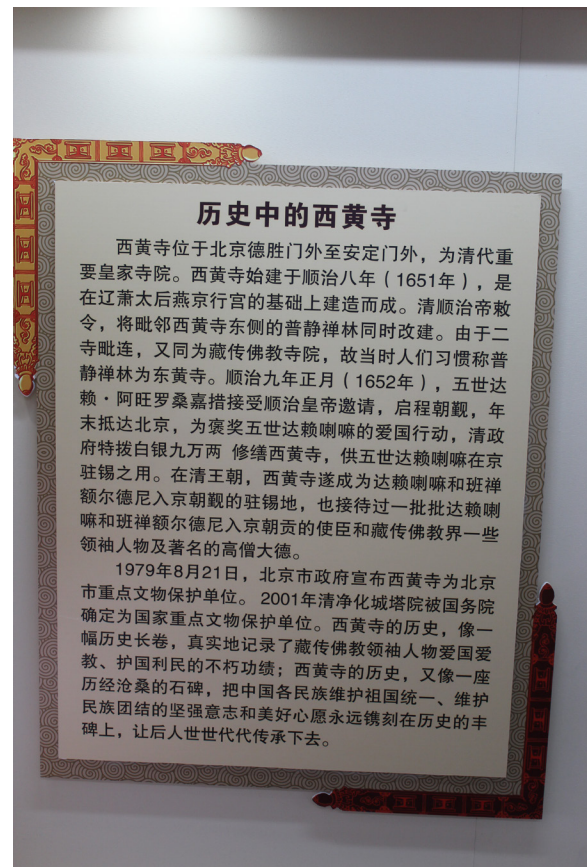 历史中的西黄寺
西黄寺位于北京德胜门外至安定门外，为清代重
要皇家寺院。西黄寺始建于顺治八年（1651年），是
在辽萧太后燕京行宫的基础上建造而成。清顺治帝敕
令，将毗邻西黄寺东侧的普静禅林同时改建。由于二
寺毗连，又同为藏传佛教寺院，故当时人们习惯称普
静禅林为东黄寺。顺治九年正月（1652年），五世达
赖·阿旺罗桑嘉措接受顺治皇帝邀请，启程朝觐，年
末抵达北京，为褒奖五世达赖喇嘛的爱国行动，清政
府特拨白银九万两 修缮西黄寺，供五世达赖喇嘛在京
驻锡之用。在清王朝，西黄寺遂成为达赖喇嘛和班禅
额尔德尼入京朝觐的驻锡地，也接待过一批批达赖喇
嘛和班禅额尔德尼入京朝贡的使臣和藏传佛教界一些
领袖人物及著名的高僧大德。
1979年8月21日，北京市政府宣布西黄寺为北京
市重点文物保护单位。 2001年清净化城塔院被国务院
确定为国家重点文物保护单位。西黄寺的历史，像一
幅历史长卷，真实地记录了藏传佛教领袖人物爱国爱
教、护国利民的不朽功绩；西黄寺的历史，又像一座
历经沧桑的石碑，把中国各民族维护祖国统一、维护
民族团结的坚强意志和美好心愿永远镌刻在历史的丰
碑上，让后人世世代代传承下去。